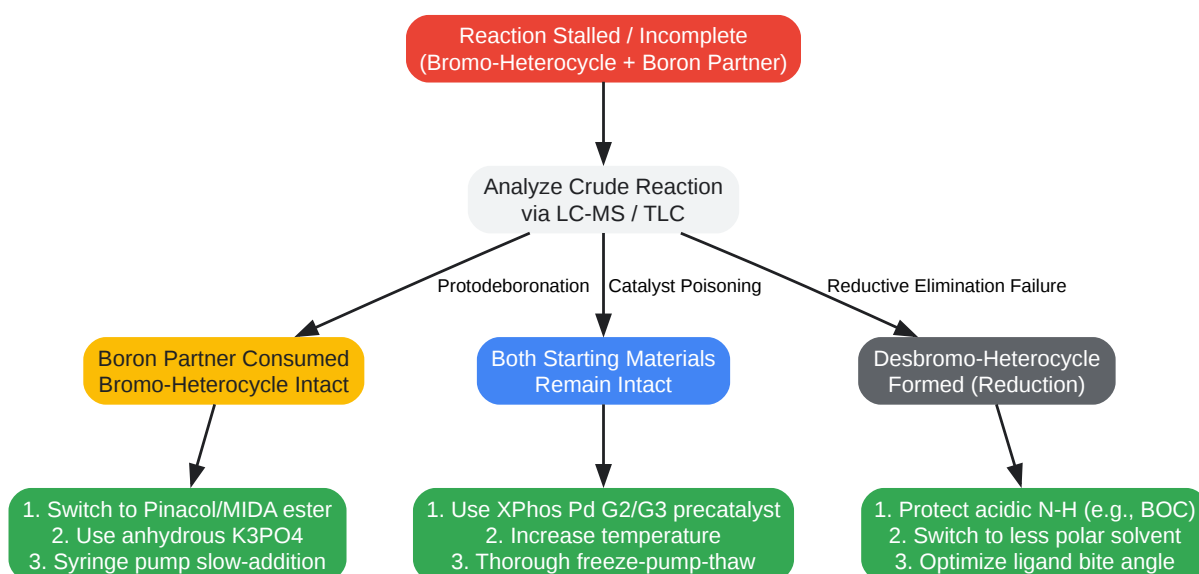 Reaction Stalled / Incomplete
(Bromo-Heterocycle + Boron Partner)
Analyze Crude Reaction
via LC-MS / TLC
Protodeboronation
Catalyst Poisoning
Reductive Elimination Failure
Boron Partner Consumed
Bromo-Heterocycle Intact
Both Starting Materials
Remain Intact
Desbromo-Heterocycle
Formed (Reduction)
1. Switch to Pinacol/MIDA ester
2. Use anhydrous K3PO4
3. Syringe pump slow-addition
1. Use XPhos Pd G2/G3 precatalyst
2. Increase temperature
3. Thorough freeze-pump-thaw
1. Protect acidic N-H (e.g., BOC)
2. Switch to less polar solvent
3. Optimize ligand bite angle